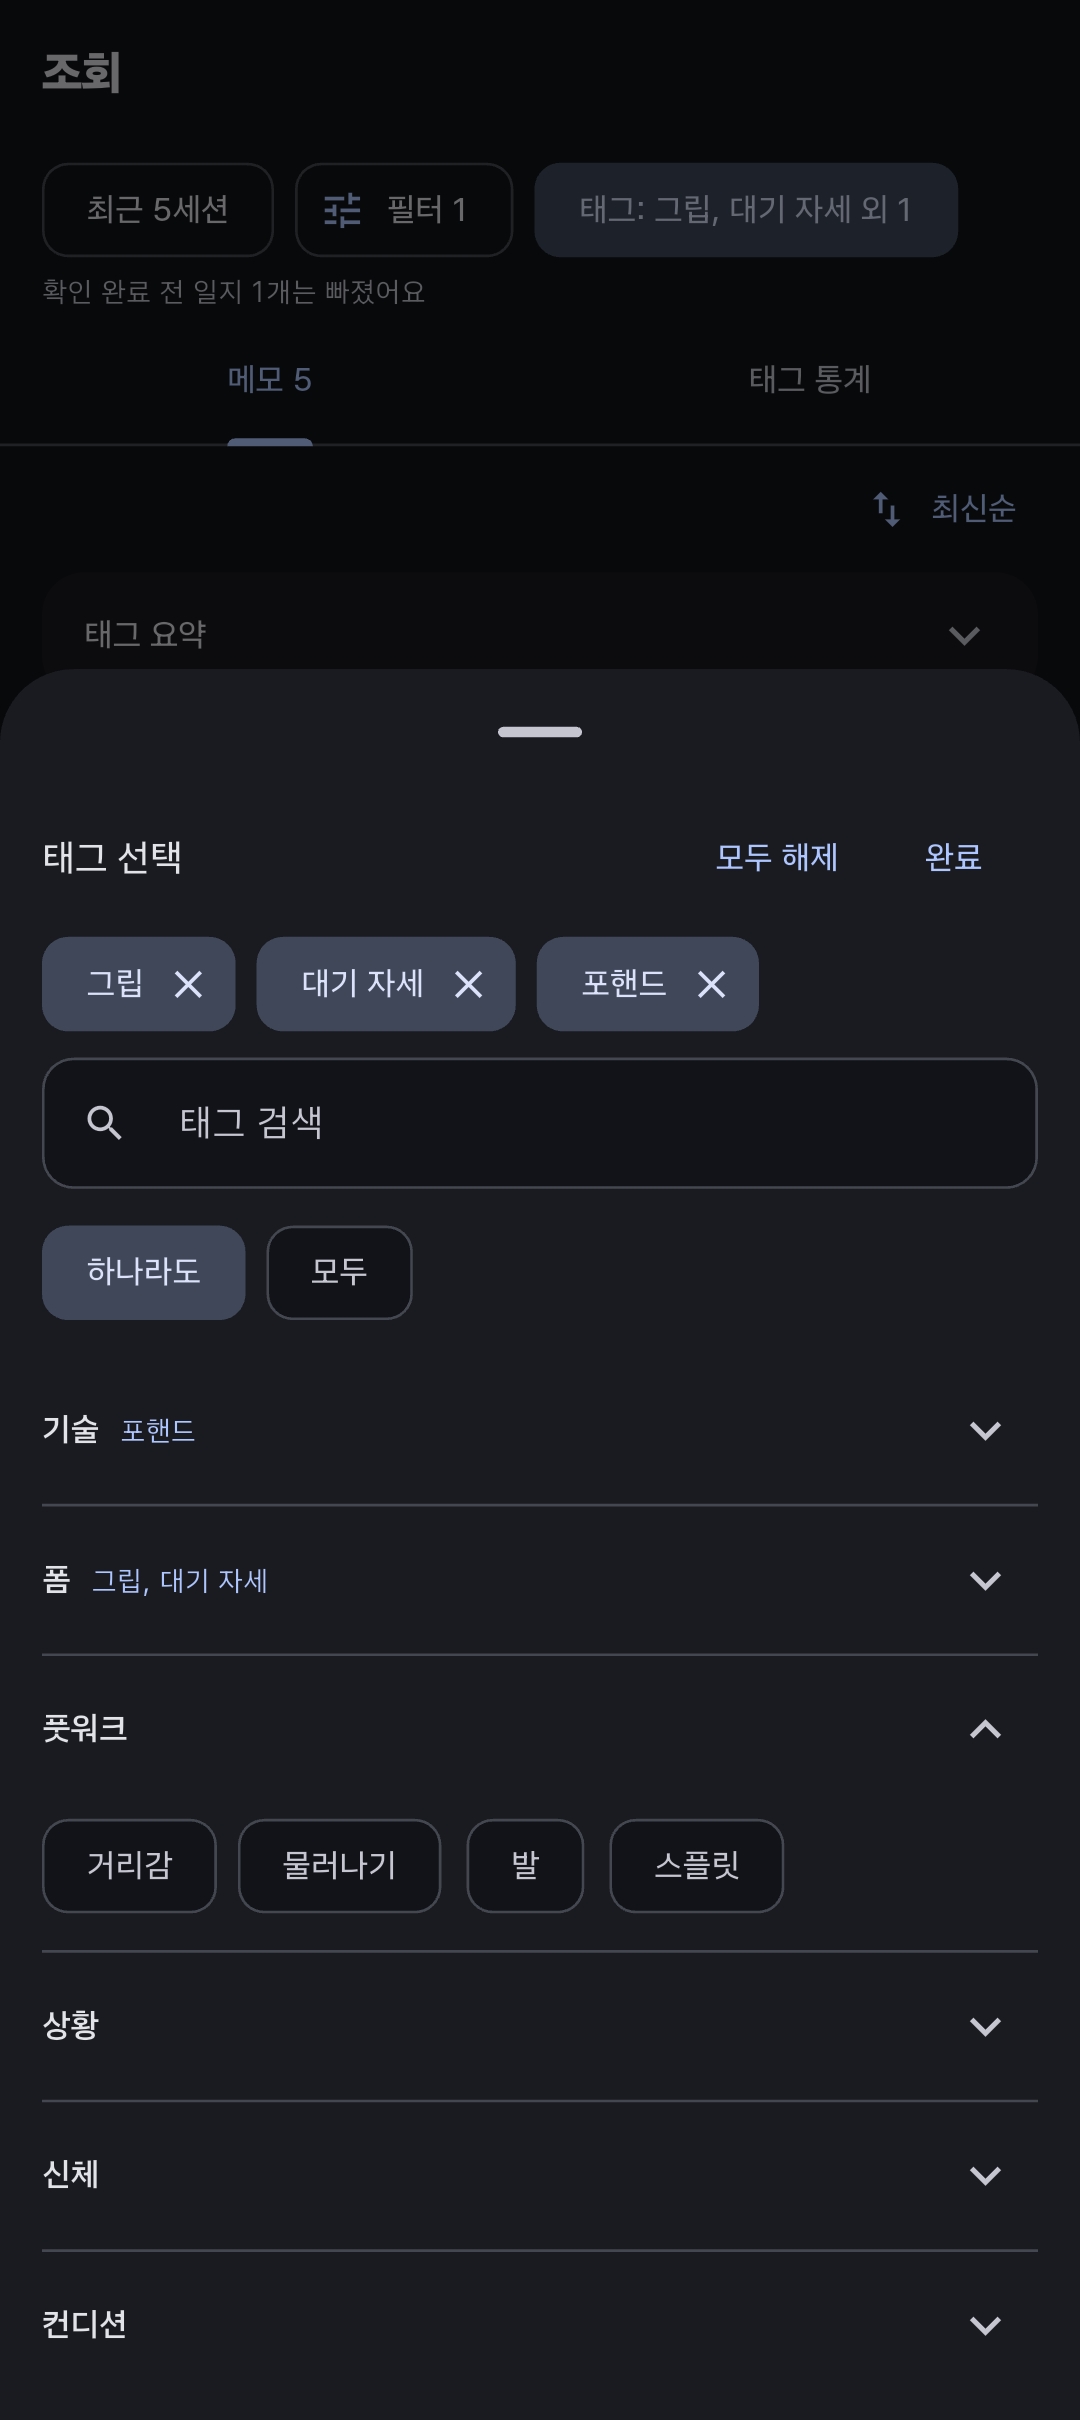 조회
최근 5세션 필터 1 태그: 그립, 대기 자세 외 1
확인 완료 전 일지 1개는 빠졌어요
메모 5 태그 통계
최신순
태그 요약
태그 선택 모두 해제 완료
그립 대기 자세 포핸드
태그 검색
하나라도 모두
기술 포핸드
폼 그립, 대기 자세
풋워크
거리감 물러나기 발 스플릿
상황
신체
컨디션